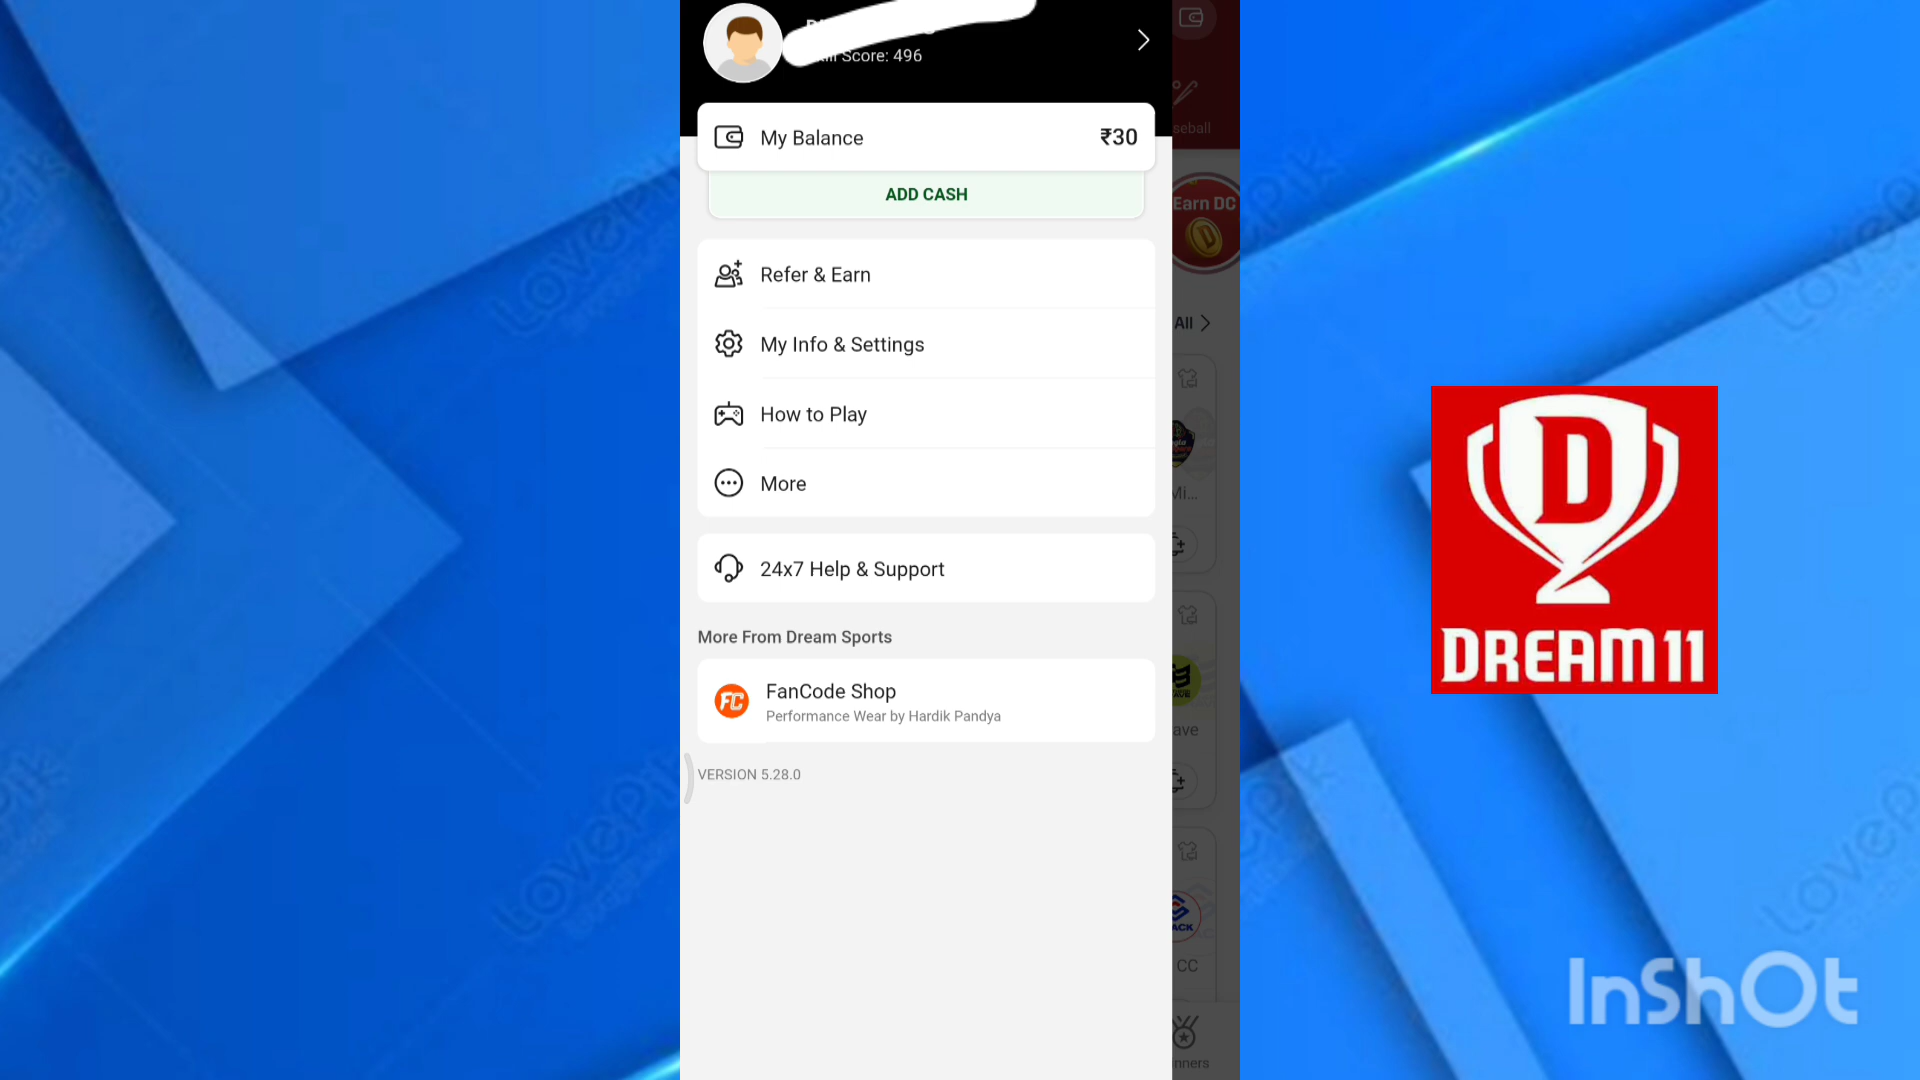 Score: 496
My Balance
₹30
ADD CASH
Refer & Earn
My Info & Settings
How to Play
More
24x7 Help & Support
More From Dream Sports
FanCode Shop
Performance Wear by Hardik Pandya
VERSION 5.28.0
Earn DC
All
DREAM11
InShOt